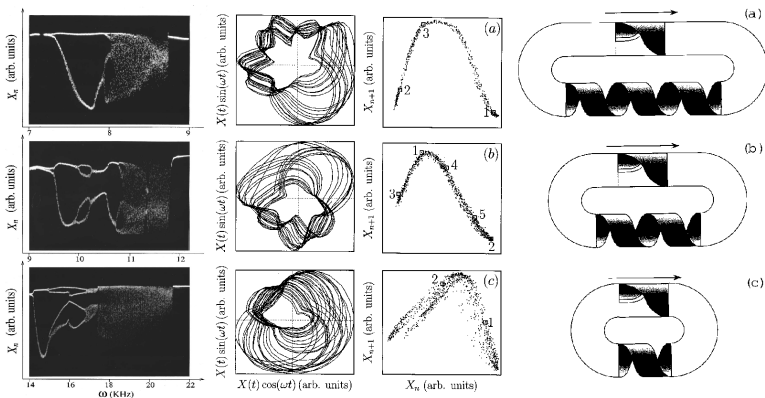 X_n (arb. units)
7 8 9
X(t) sin(ωt) (arb. units)
X_{n+1} (arb. units)
(a)
3
2
1
(a)
X_n (arb. units)
9 10 11 12
X(t) sin(ωt) (arb. units)
X_{n+1} (arb. units)
(b)
1
4
3
5
2
(b)
X_n (arb. units)
14 16 18 20 22
ω (KHz)
X(t) sin(ωt) (arb. units)
X(t) cos(ωt) (arb. units)
X_{n+1} (arb. units)
(c)
2
1
X_n (arb. units)
(c)